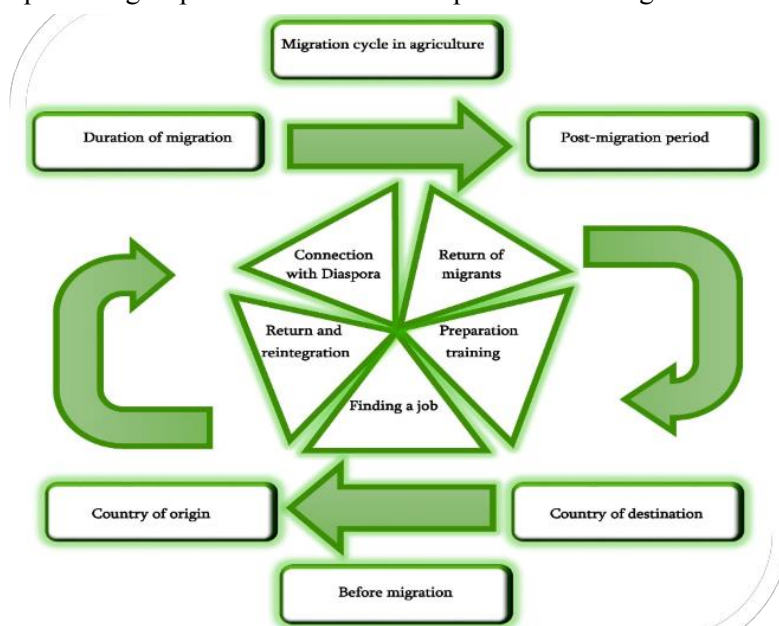 Migration cycle in agriculture
Duration of migration
Post-migration period
Connection
with Diaspora
Return of
migrants
Return and
reintegration
Preparation
training
Finding a job
Country of origin
Country of destination
Before migration